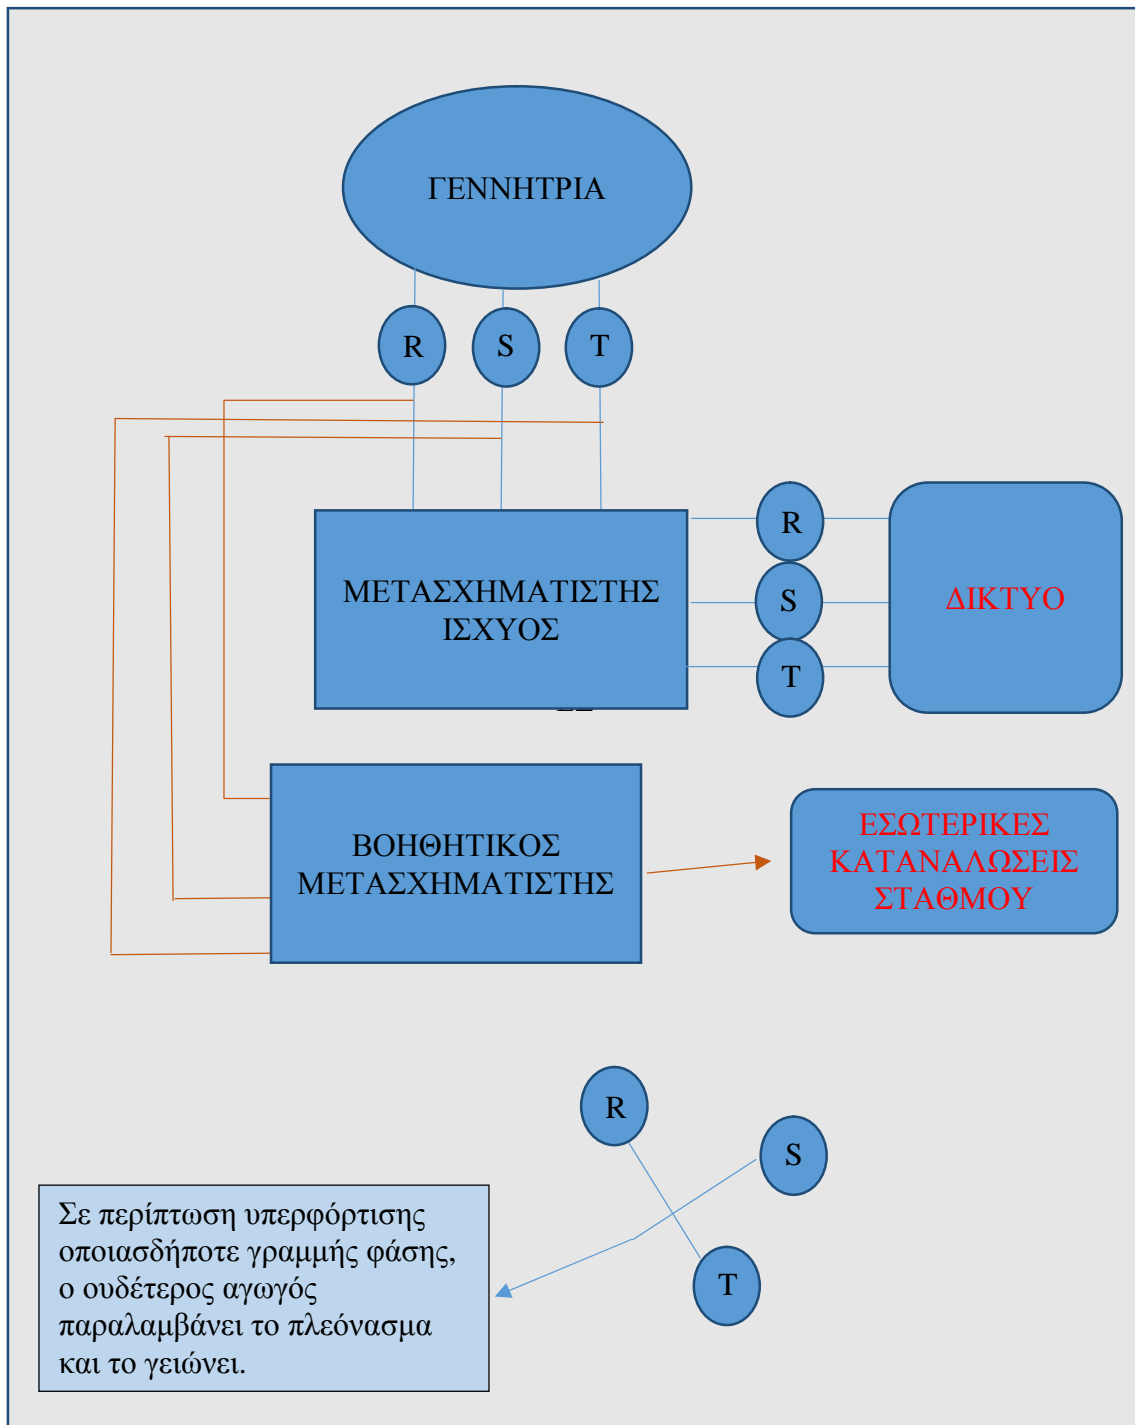 ΓΕΝΝΗΤΡΙΑ
R S T
ΜΕΤΑΣΧΗΜΑΤΙΣΤΗΣ
ΙΣΧΥΟΣ
R
S
T
ΔΙΚΤΥΟ
ΒΟΗΘΗΤΙΚΟΣ
ΜΕΤΑΣΧΗΜΑΤΙΣΤΗΣ
ΕΣΩΤΕΡΙΚΕΣ
ΚΑΤΑΝΑΛΩΣΕΙΣ
ΣΤΑΘΜΟΥ
R
S
T
Σε περίπτωση υπερφόρτισης
οποιασδήποτε γραμμής φάσης,
ο ουδέτερος αγωγός
παραλαμβάνει το πλεόνασμα
και το γειώνει.